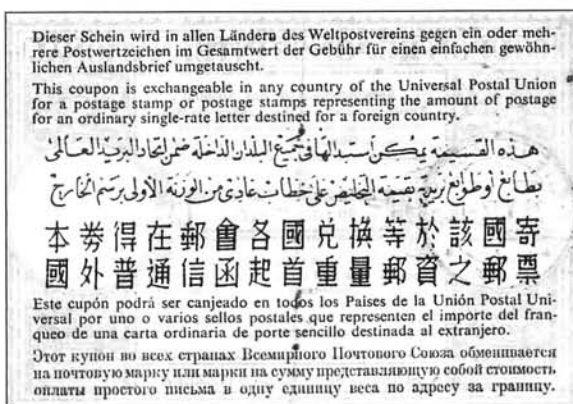 Dieser Schein wird in allen Ländern des Weltpostvereins gegen ein oder meh-
rere Postwertzeichen im Gesamtwert der Gebühr für einen einfachen gewöhn-
lichen Auslandsbrief umgetauscht.
This coupon is exchangeable in any country of the Universal Postal Union
for a postage stamp or postage stamps representing the amount of postage
for an ordinary single-rate letter destined for a foreign country.
هذه القسيمة يمكن استبدالها في جميع البلدان الداخلة ضمن اتحاد البريد العالمى
بطابع أو طوابع بريدية بقيمة التخليص على خطاب عادى من الوزنة الأولى برسم الخارج
本券得在郵會各國兌換等於該國寄
國外普通信函起首重量郵資之郵票
Este cupón podrá ser canjeado en todos los Países de la Unión Postal Uni-
versal por uno o varios sellos postales que representen el importe del fran-
queo de una carta ordinaria de porte sencillo destinada al extranjero.
Этот купон во всех странах Всемирного Почтового Союза обменивается
на почтовую марку или марки на сумму представляющую собой стоимость
оплаты простого письма в одну единицу веса по адресу за границу.